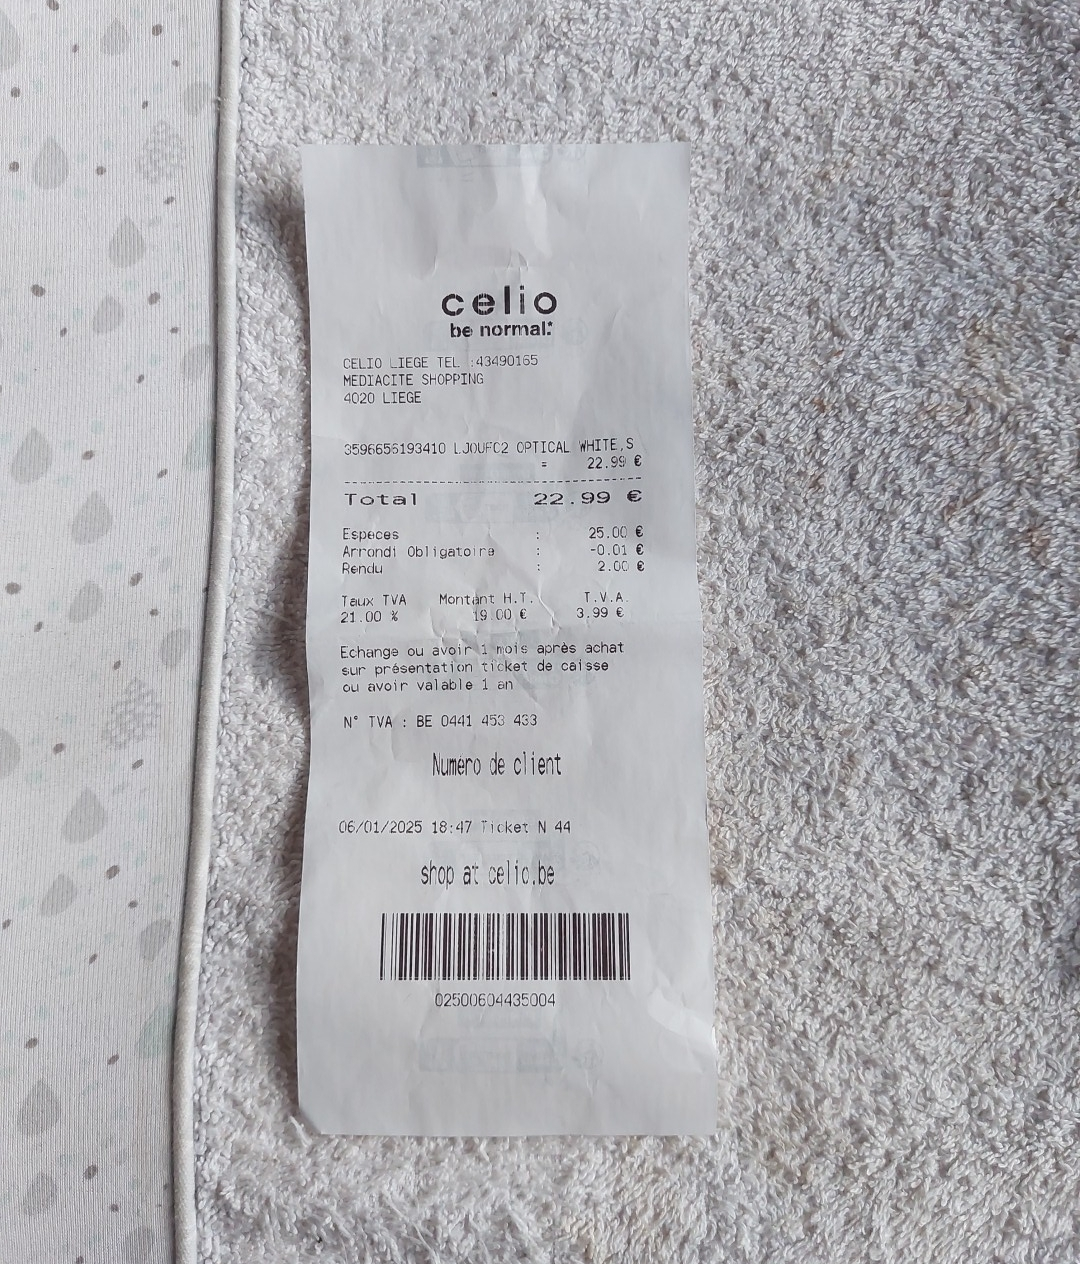 celio
be normal.*
CELIO LIEGE TEL :43490165
MEDIACITE SHOPPING
4020 LIEGE
3596656193410 LJOUFC2 OPTICAL WHITE,S
= 22.99 €
Total 22.99 €
Especes : 25.00 €
Arrondi Obligatoire : -0.01 €
Rendu : 2.00 €
Taux TVA Montant H.T. T.V.A.
21.00 % 19.00 € 3.99 €
Echange ou avoir 1 mois après achat
sur présentation ticket de caisse
ou avoir valable 1 an
N° TVA : BE 0441 453 433
Numero de client
06/01/2025 18:47 Ticket N 44
shop at celio.be
02500604435004